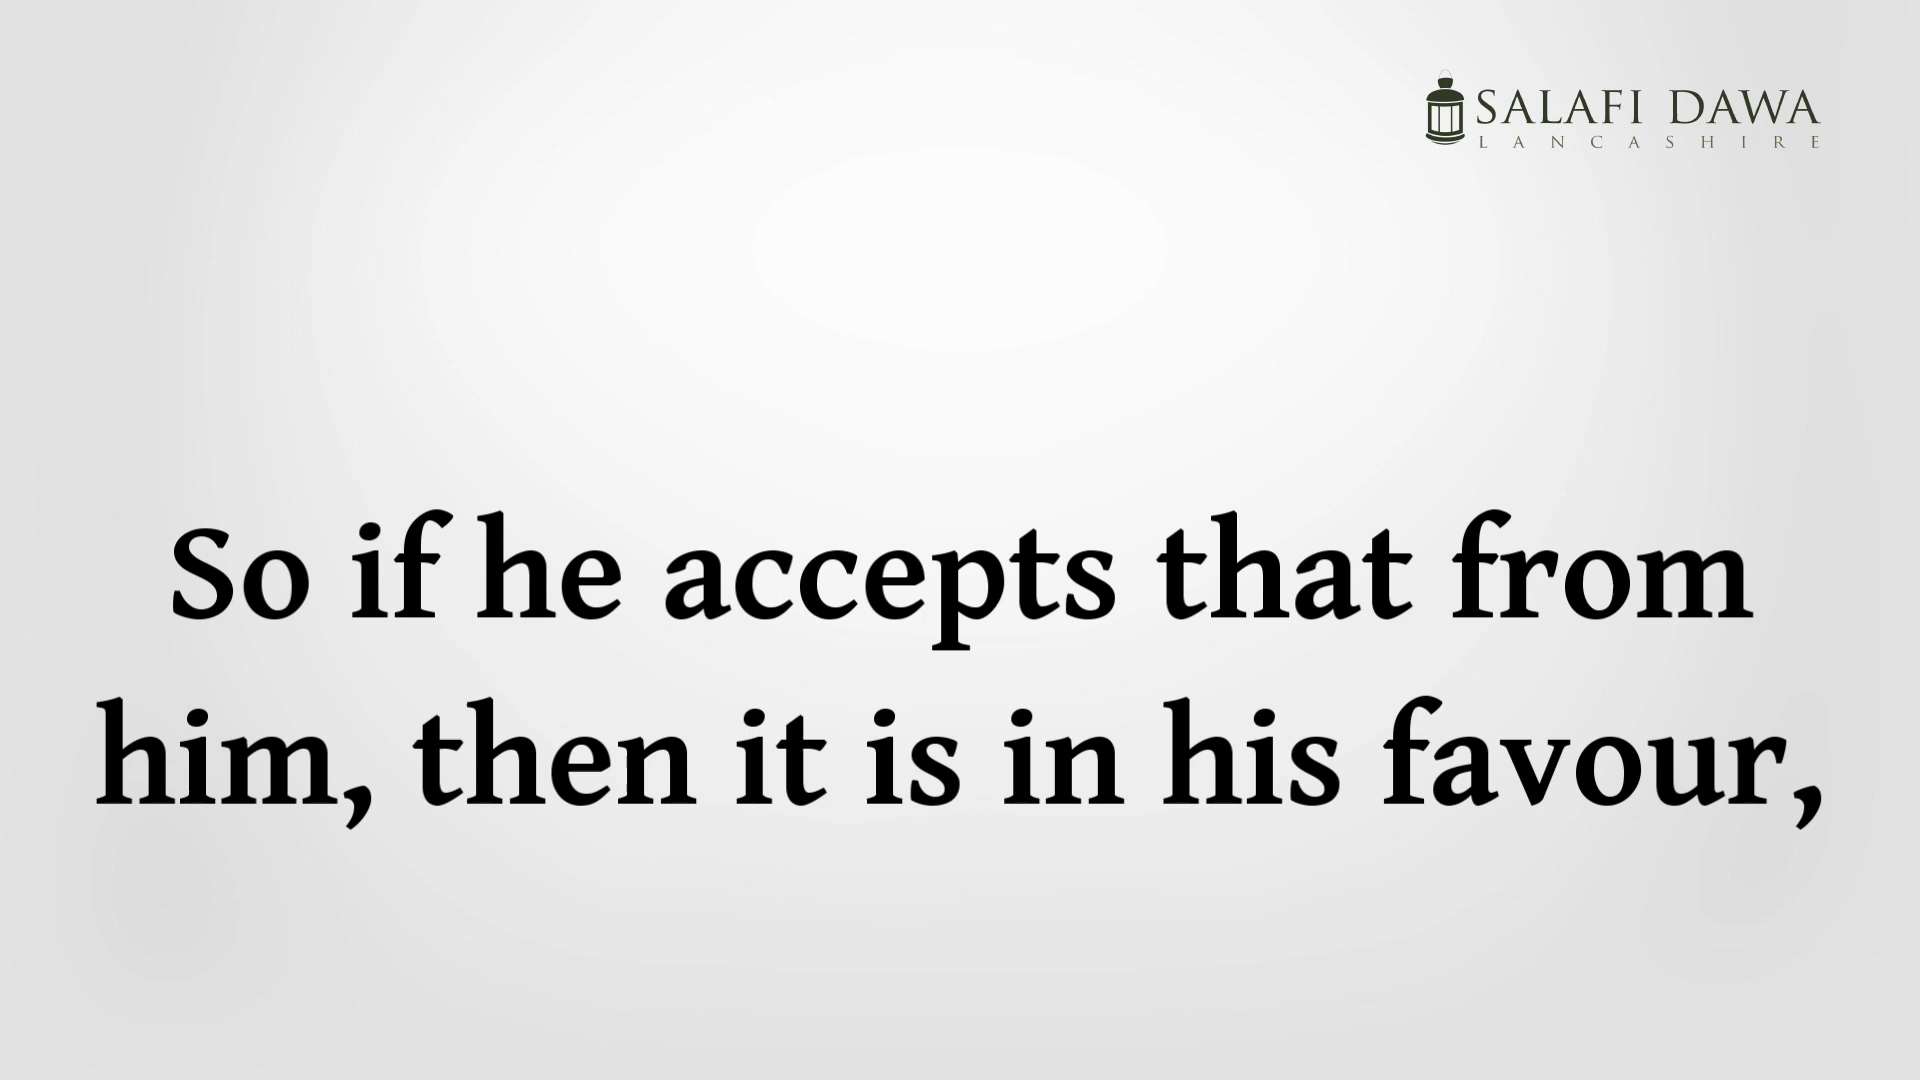 SALAFI DAWA
LANCASHIRE
So if he accepts that from
him, then it is in his favour,